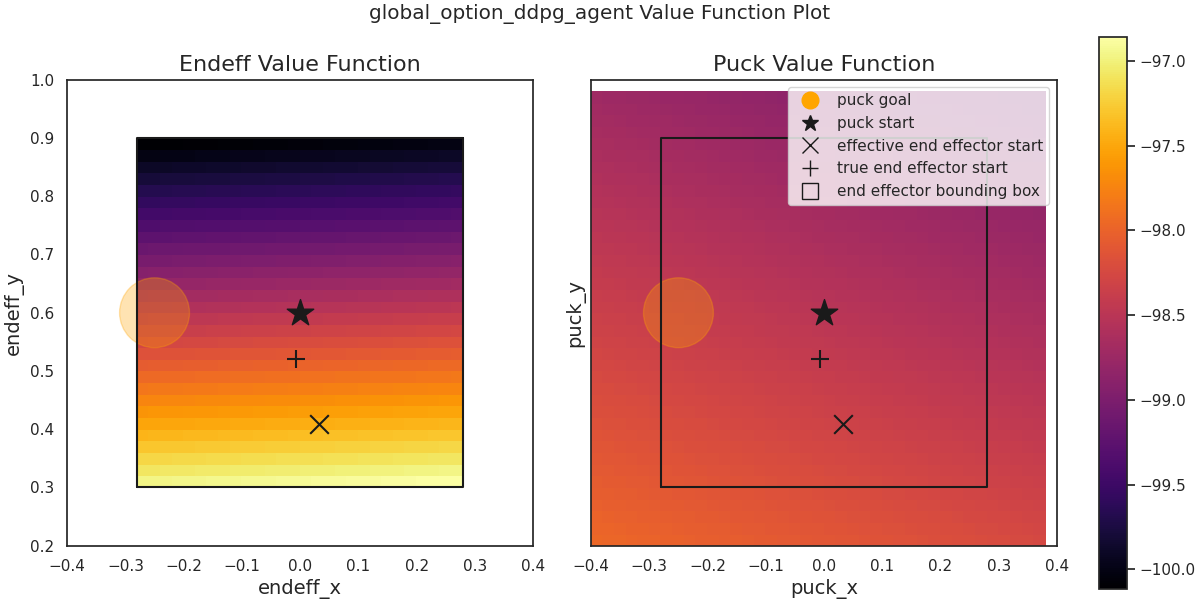 global_option_ddpg_agent Value Function Plot
Endeff Value Function
endeff_y
1.0
0.9
0.8
0.7
0.6
0.5
0.4
0.3
0.2
−0.4 −0.3 −0.2 −0.1 0.0 0.1 0.2 0.3 0.4
endeff_x
Puck Value Function
puck_y
puck goal
puck start
effective end effector start
true end effector start
end effector bounding box
−0.4 −0.3 −0.2 −0.1 0.0 0.1 0.2 0.3 0.4
puck_x
−97.0
−97.5
−98.0
−98.5
−99.0
−99.5
−100.0